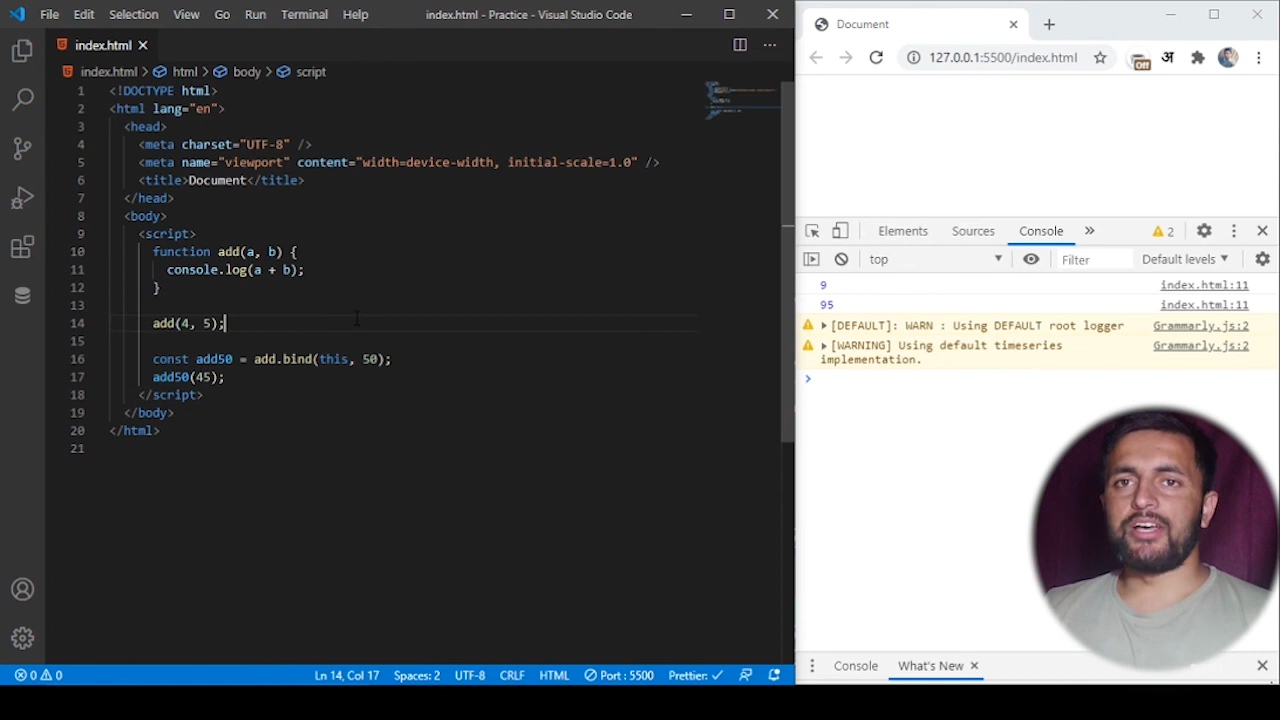 File Edit Selection View Go Run Terminal Help index.html - Practice - Visual Studio Code
index.html
index.html > html > body > script
1 <!DOCTYPE html>
2 <html lang="en">
3 <head>
4 <meta charset="UTF-8" />
5 <meta name="viewport" content="width=device-width, initial-scale=1.0" />
6 <title>Document</title>
7 </head>
8 <body>
9 <script>
10 function add(a, b) {
11 console.log(a + b);
12 }
13
14 add(4, 5);
15
16 const add50 = add.bind(this, 50);
17 add50(45);
18 </script>
19 </body>
20 </html>
21
0 0 Ln 14, Col 17 Spaces: 2 UTF-8 CRLF HTML Port : 5500 Prettier: ✓
Document
127.0.0.1:5500/index.html Off अ
Elements Sources Console » 2
top Filter Default levels
9 index.html:11
95 index.html:11
[DEFAULT]: WARN : Using DEFAULT root logger Grammarly.js:2
[WARNING] Using default timeseries Grammarly.js:2
implementation.
>
Console What's New